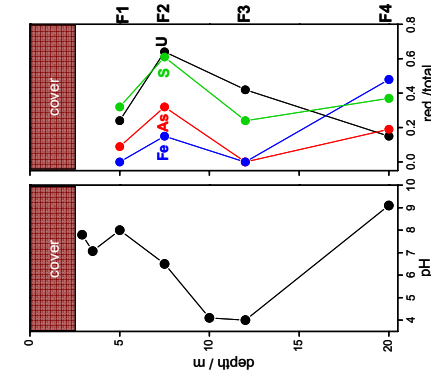 F1 F2 F3 F4
cover
U
S
As
Fe
0.8
0.6
0.4
0.2
0.0
red./total
cover
10
9
8
7
6
5
4
pH
0 5 10 15 20
depth / m